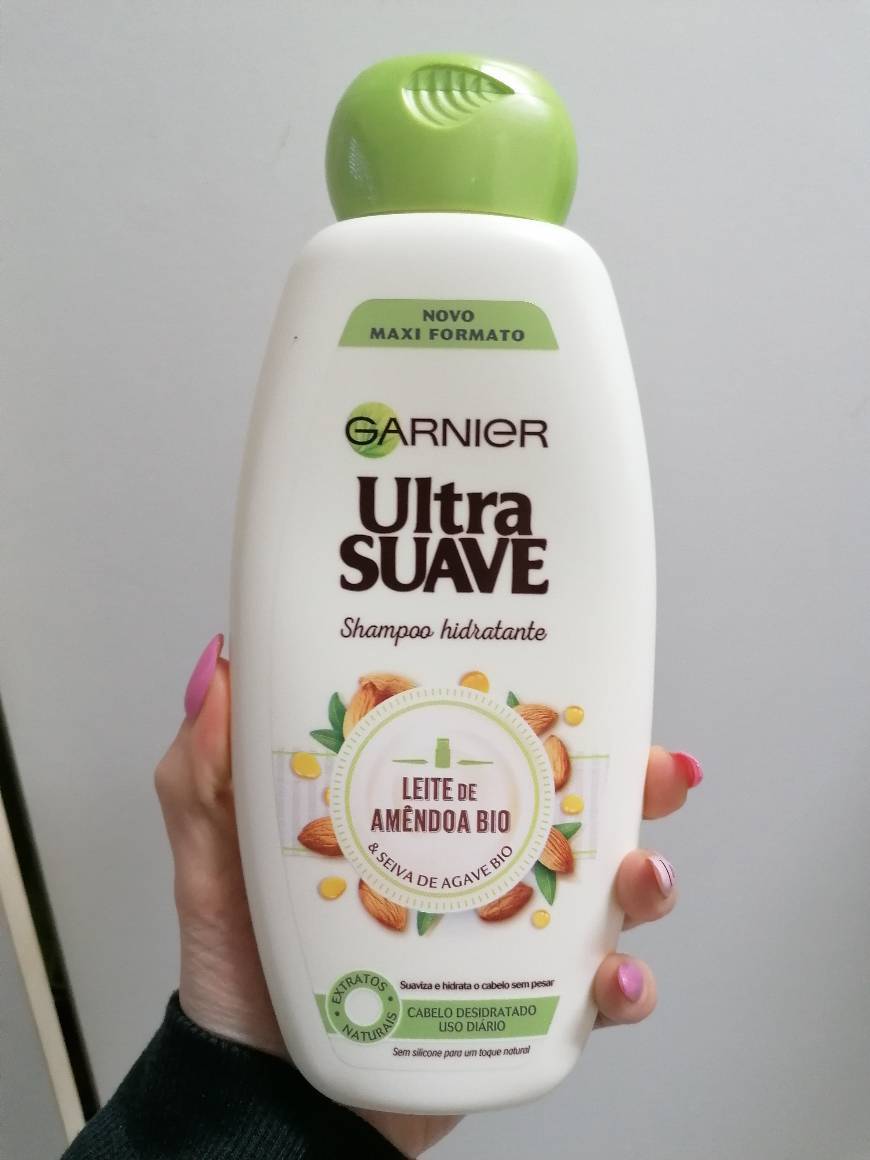 NOVO
MAXI FORMATO
GARNIER
Ultra
SUAVE
Shampoo hidratante
LEITE DE
AMÊNDOA BIO
& SEIVA DE AGAVE BIO
EXTRATOS
NATURAIS
Suaviza e hidrata o cabelo sem pesar
CABELO DESIDRATADO
USO DIÁRIO
Sem silicone para um toque natural